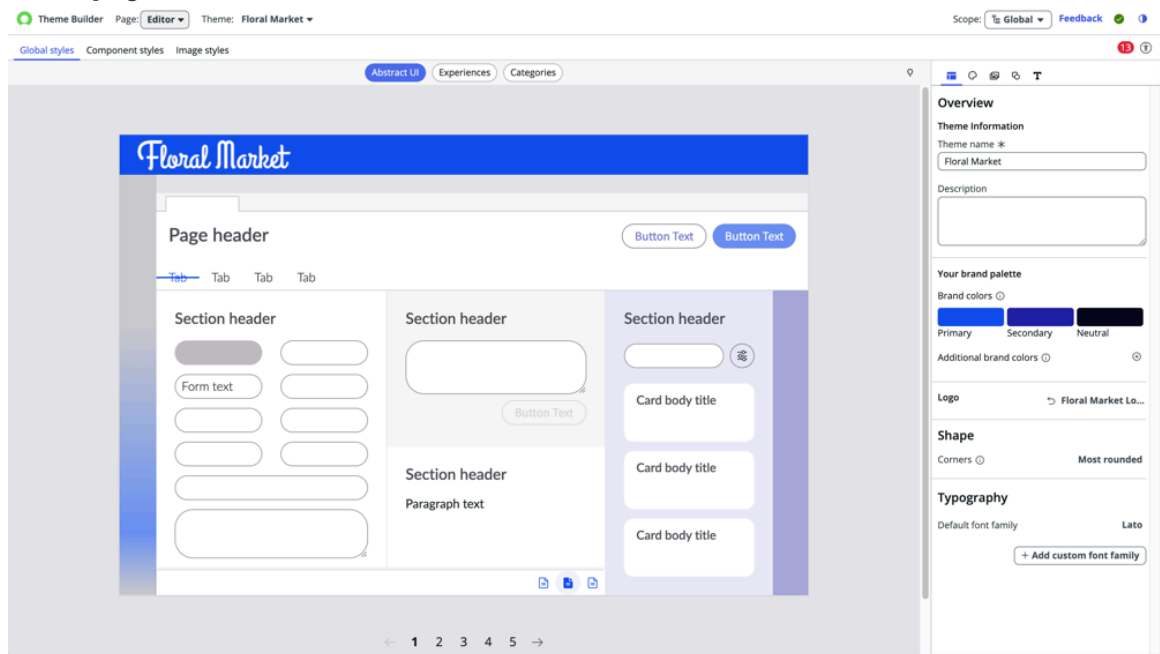 Theme Builder Page: Editor Theme: Floral Market Scope: Global Feedback
Global styles Component styles Image styles 13
Abstract UI Experiences Categories
Floral Market
Page header Button Text Button Text
Tab Tab Tab Tab
Section header
Form text
Section header
Button Text
Section header
Paragraph text
Section header
Card body title
Card body title
Card body title
← 1 2 3 4 5 →
Overview
Theme Information
Theme name *
Floral Market
Description
Your brand palette
Brand colors
Primary Secondary Neutral
Additional brand colors
Logo Floral Market Lo...
Shape
Corners Most rounded
Typography
Default font family Lato
+ Add custom font family